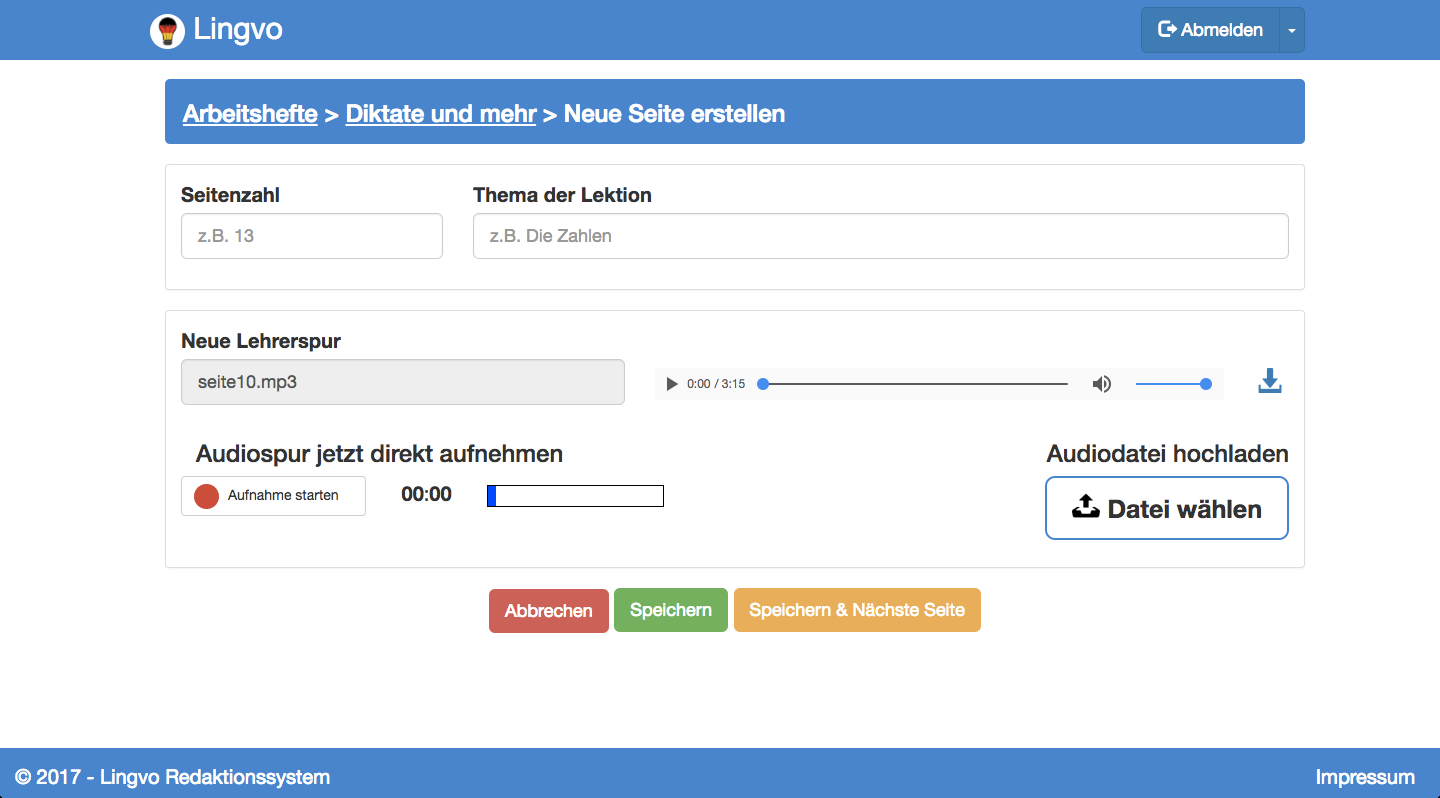 Lingvo
Abmelden
Arbeitshefte > Diktate und mehr > Neue Seite erstellen
Seitenzahl
Thema der Lektion
z.B. 13
z.B. Die Zahlen
Neue Lehrerspur
seite10.mp3
0:00 / 3:15
Audiospur jetzt direkt aufnehmen
Audiodatei hochladen
Aufnahme starten
00:00
Datei wählen
Abbrechen
Speichern
Speichern & Nächste Seite
© 2017 - Lingvo Redaktionssystem
Impressum